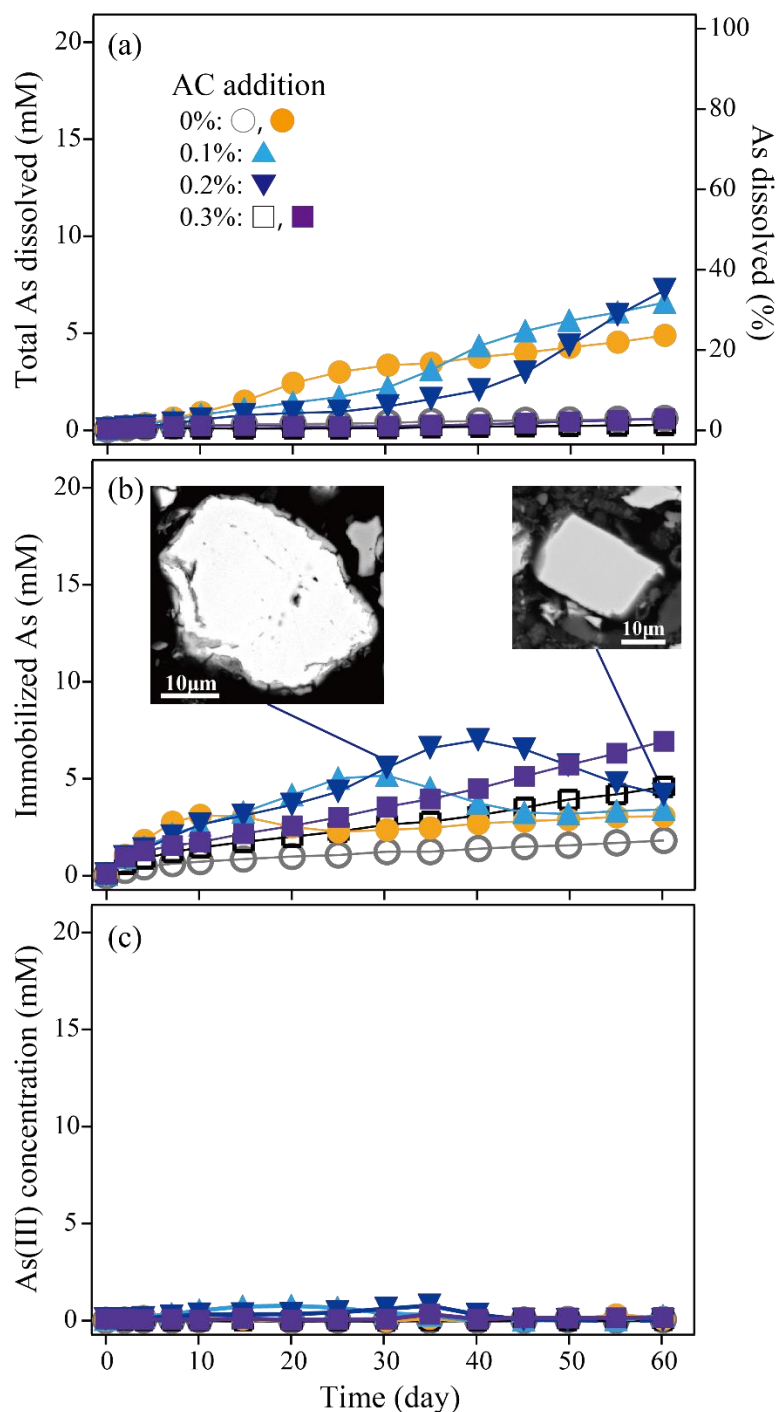 (a)
AC addition
0%: ,
0.1%:
0.2%:
0.3%: ,
20
15
10
5
0
Total As dissolved (mM)
100
80
60
40
20
0
As dissolved (%)
(b)
10μm
10μm
20
15
10
5
0
Immobilized As (mM)
(c)
20
15
10
5
0
As(III) concentration (mM)
0 10 20 30 40 50 60
Time (day)